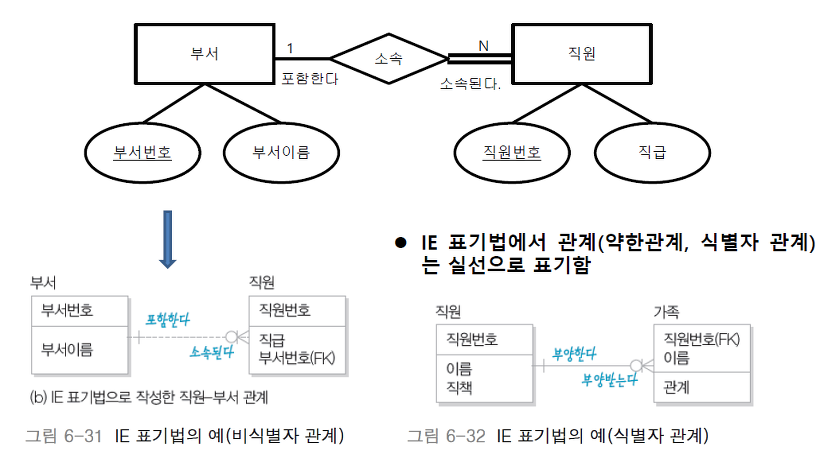 부서
1
포함한다
소속
N
소속된다.
직원
부서번호
부서이름
직원번호
직급
● IE 표기법에서 관계(약한관계, 식별자 관계)
는 실선으로 표기함
부서
부서번호
부서이름
포함한다
소속된다
직원
직원번호
직급
부서번호(FK)
(b) IE 표기법으로 작성한 직원-부서 관계
그림 6-31 IE 표기법의 예(비식별자 관계)
직원
직원번호
이름
직책
부양한다
부양받는다
가족
직원번호(FK)
이름
관계
그림 6-32 IE 표기법의 예(식별자 관계)